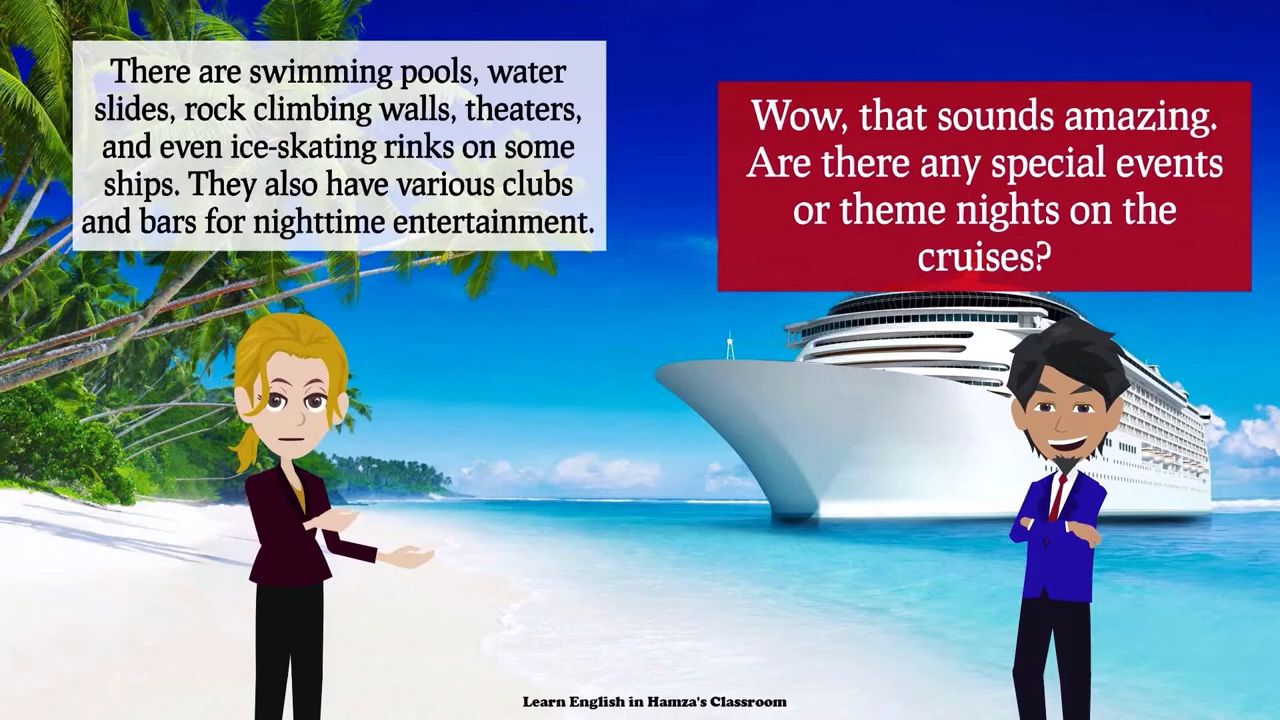 There are swimming pools, water
slides, rock climbing walls, theaters,
and even ice-skating rinks on some
ships. They also have various clubs
and bars for nighttime entertainment.
Wow, that sounds amazing.
Are there any special events
or theme nights on the
cruises?
Learn English in Hamza's Classroom